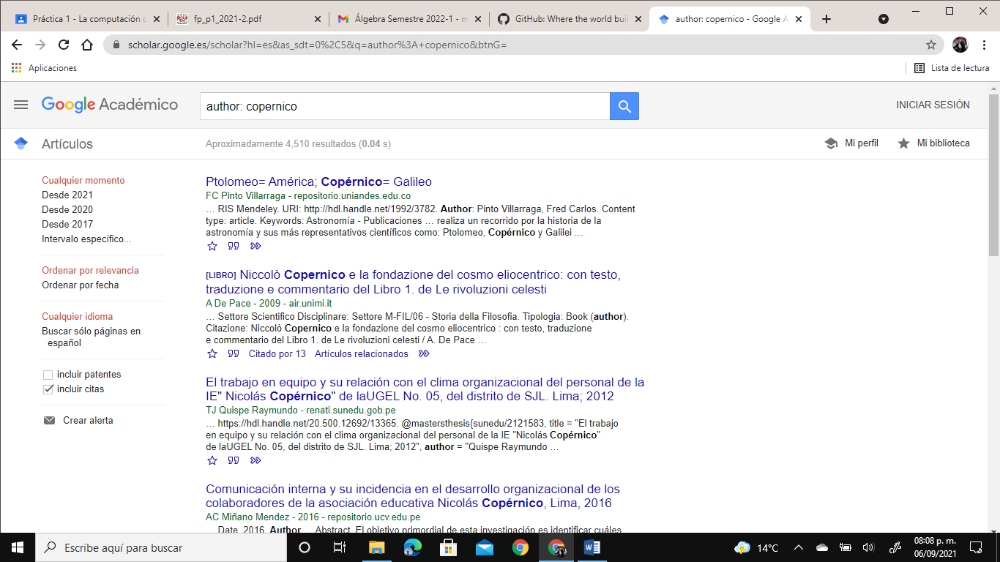 Práctica 1 - La computación c
fp_p1_2021-2.pdf
Álgebra Semestre 2022-1 - m
GitHub: Where the world buil
author: copernico - Google A
scholar.google.es/scholar?hl=es&as_sdt=0%2C5&q=author%3A+copernico&btnG=
Aplicaciones
Lista de lectura
Google Académico
author: copernico
INICIAR SESIÓN
Artículos
Aproximadamente 4,510 resultados (0.04 s)
Mi perfil
Mi biblioteca
Cualquier momento
Desde 2021
Desde 2020
Desde 2017
Intervalo específico...
Ordenar por relevancia
Ordenar por fecha
Cualquier idioma
Buscar sólo páginas en
español
incluir patentes
incluir citas
Crear alerta
Ptolomeo= América; Copérnico= Galileo
FC Pinto Villarraga - repositorio.uniandes.edu.co
... RIS Mendeley. URI: http://hdl.handle.net/1992/3782. Author: Pinto Villarraga, Fred Carlos. Content
type: article. Keywords: Astronomía - Publicaciones ... realiza un recorrido por la historia de la
astronomía y sus más representativos científicos como: Ptolomeo, Copérnico y Galilei ...
[LIBRO] Niccolò Copernico e la fondazione del cosmo eliocentrico: con testo,
traduzione e commentario del Libro 1. de Le rivoluzioni celesti
A De Pace - 2009 - air.unimi.it
... Settore Scientifico Disciplinare: Settore M-FIL/06 - Storia della Filosofia. Tipologia: Book (author).
Citazione: Niccolò Copernico e la fondazione del cosmo eliocentrico : con testo, traduzione
e commentario del Libro 1. de Le rivoluzioni celesti / A. De Pace ...
Citado por 13 Artículos relacionados
El trabajo en equipo y su relación con el clima organizacional del personal de la
IE" Nicolás Copérnico" de laUGEL No. 05, del distrito de SJL. Lima; 2012
TJ Quispe Raymundo - renati.sunedu.gob.pe
... https://hdl.handle.net/20.500.12692/13365. @mastersthesis{sunedu/2121583, title = "El trabajo
en equipo y su relación con el clima organizacional del personal de la IE "Nicolás Copérnico"
de laUGEL No. 05, del distrito de SJL. Lima; 2012", author = "Quispe Raymundo ...
Comunicación interna y su incidencia en el desarrollo organizacional de los
colaboradores de la asociación educativa Nicolás Copérnico, Lima, 2016
AC Miñano Mendez - 2016 - repositorio.ucv.edu.pe
... Date, 2016. Author ... Abstract. El objetivo primordial de esta investigación es identificar cuáles
Escribe aquí para buscar
14°C
08:08 p. m.
06/09/2021